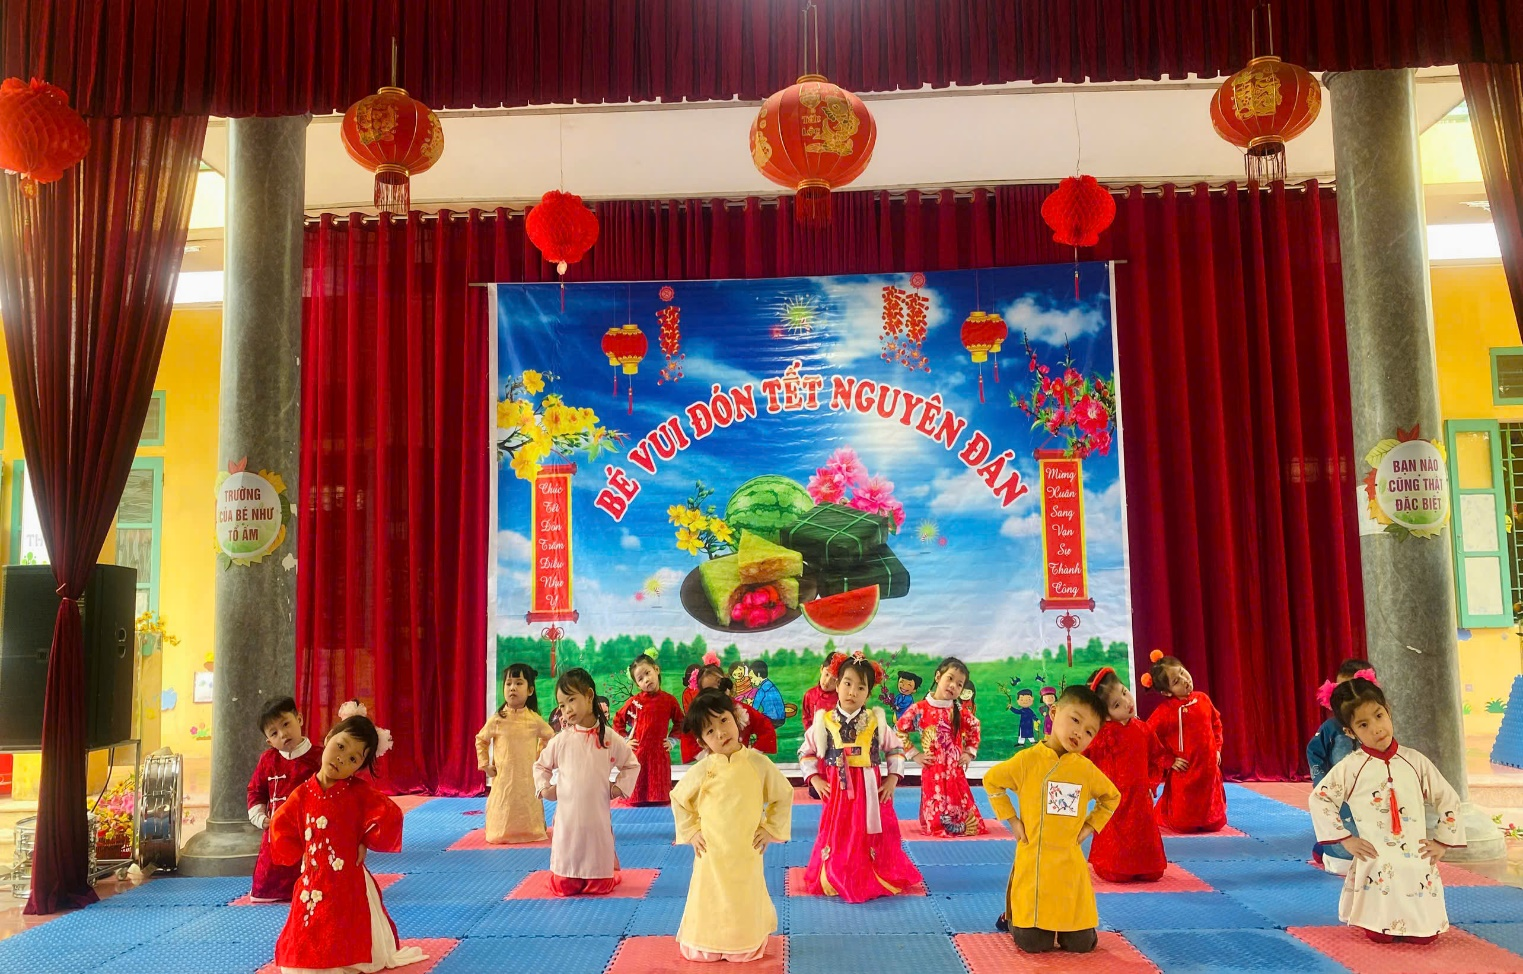 BÉ VUI ĐÓN TẾT NGUYÊN ĐÁN
Chúc
Tết
Đón
Trăm
Điều
Như
Ý
Mừng
Xuân
Sang
Vạn
Sự
Thành
Công
TRƯỜNG
CỦA BÉ NHƯ
TỔ ẤM
BẠN NÀO
CŨNG THẬT
ĐẶC BIỆT